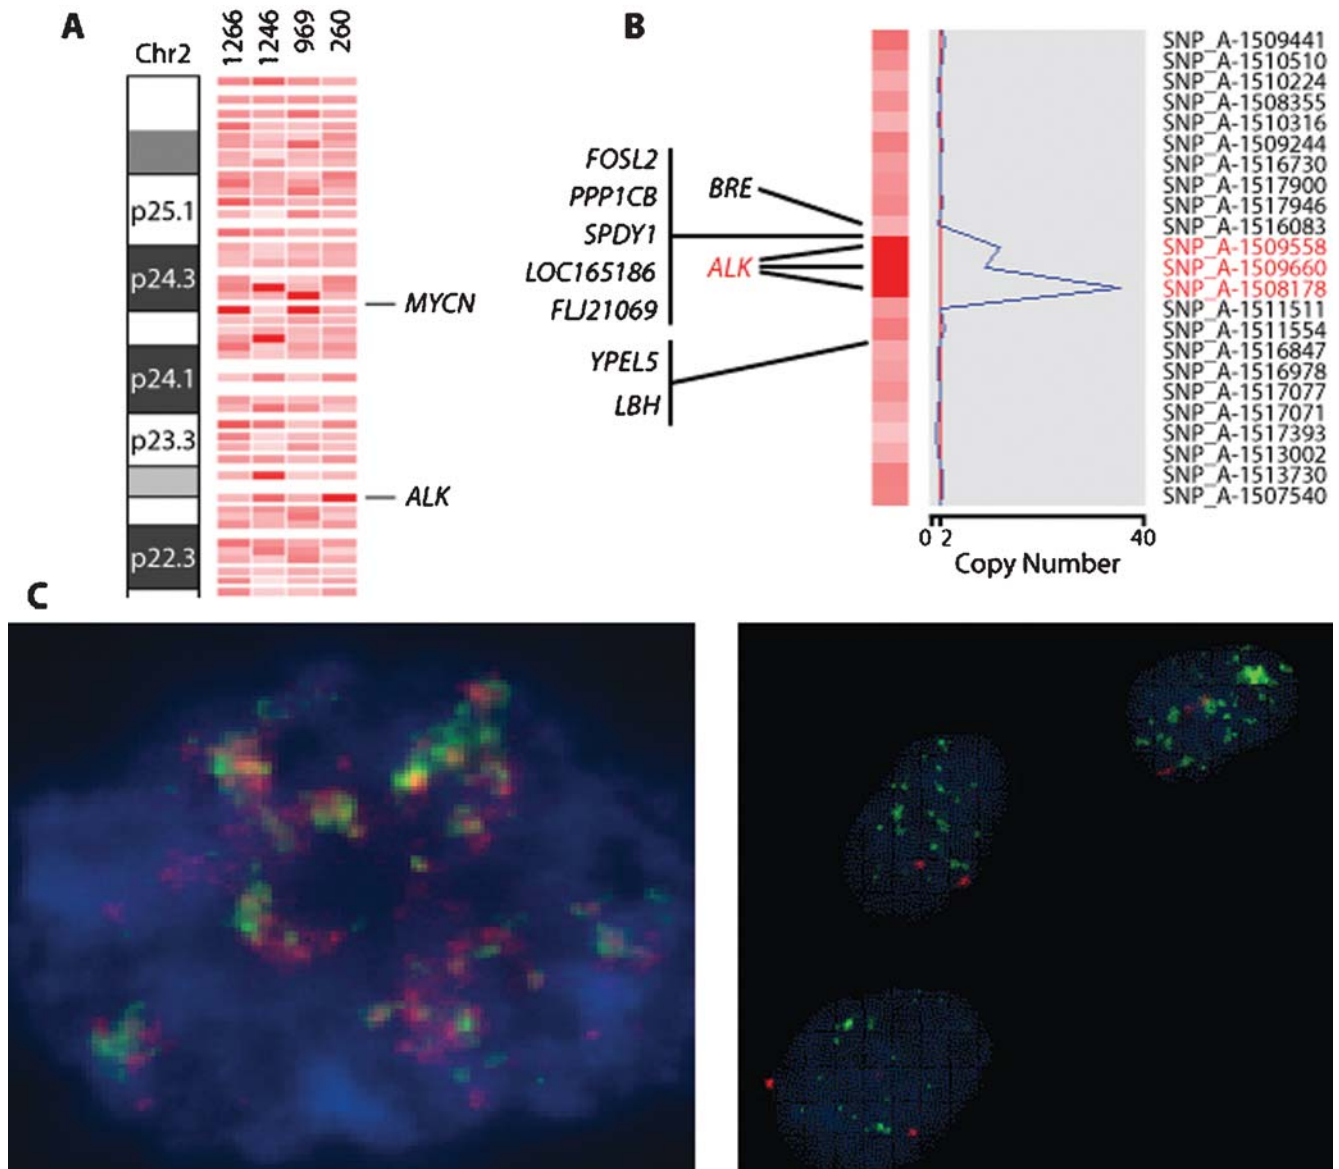 A
Chr2
1266
1246
969
260
p25.1
p24.3
p24.1
p23.3
p22.3
MYCN
ALK
B
FOSL2
PPP1CB
SPDY1
LOC165186
FLJ21069
YPEL5
LBH
BRE
ALK
SNP_A-1509441
SNP_A-1510510
SNP_A-1510224
SNP_A-1508355
SNP_A-1510316
SNP_A-1509244
SNP_A-1516730
SNP_A-1517900
SNP_A-1517946
SNP_A-1516083
SNP_A-1509558
SNP_A-1509660
SNP_A-1508178
SNP_A-1511511
SNP_A-1511554
SNP_A-1516847
SNP_A-1516978
SNP_A-1517077
SNP_A-1517071
SNP_A-1517393
SNP_A-1513002
SNP_A-1513730
SNP_A-1507540
0 2 40
Copy Number
C